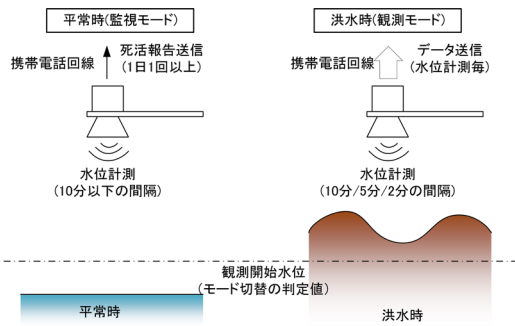 平常時(監視モード)
携帯電話回線
死活報告送信
(1日1回以上)
水位計測
(10分以下の間隔)
洪水時(観測モード)
携帯電話回線
データ送信
(水位計測毎)
水位計測
(10分/5分/2分の間隔)
観測開始水位
(モード切替の判定値)
平常時
洪水時